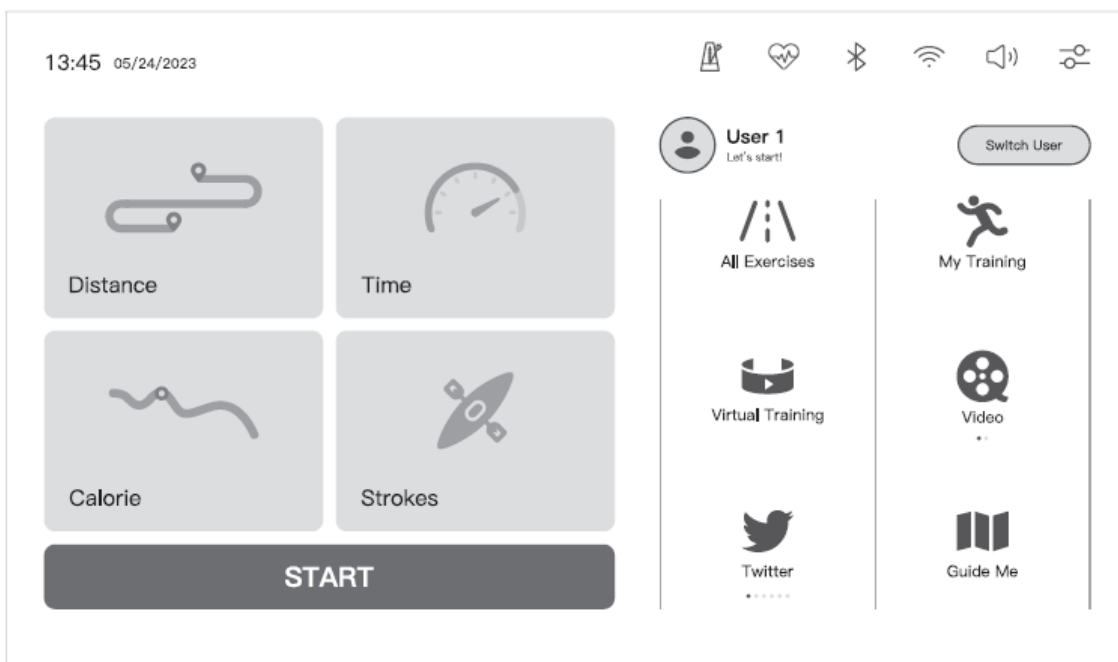 13:45 05/24/2023
User 1
Let's start!
Switch User
Distance
Time
All Exercises
My Training
Calorie
Strokes
Virtual Training
Video
START
Twitter
Guide Me